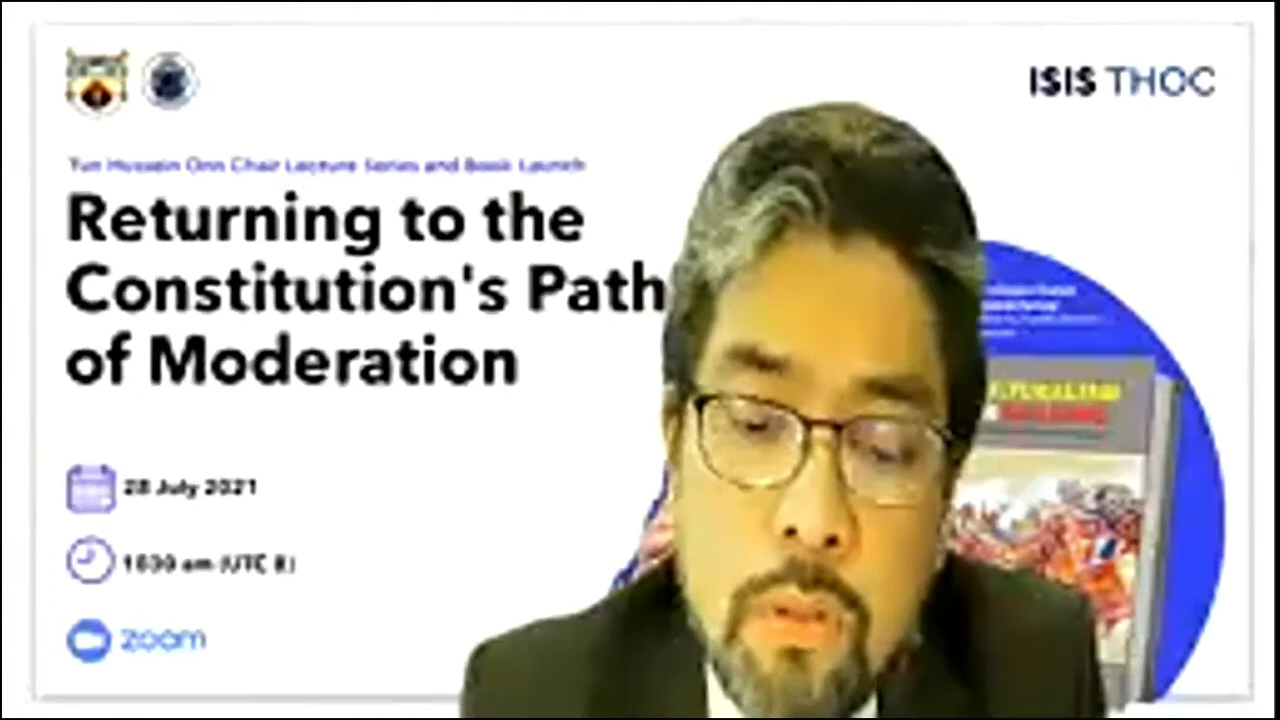 ISIS THOC
Tun Hussein Onn Chair Lecture Series and Book Launch
Returning to the
Constitution's Path
of Moderation
28 July 2021
1030 am (UTC 8)
zoom